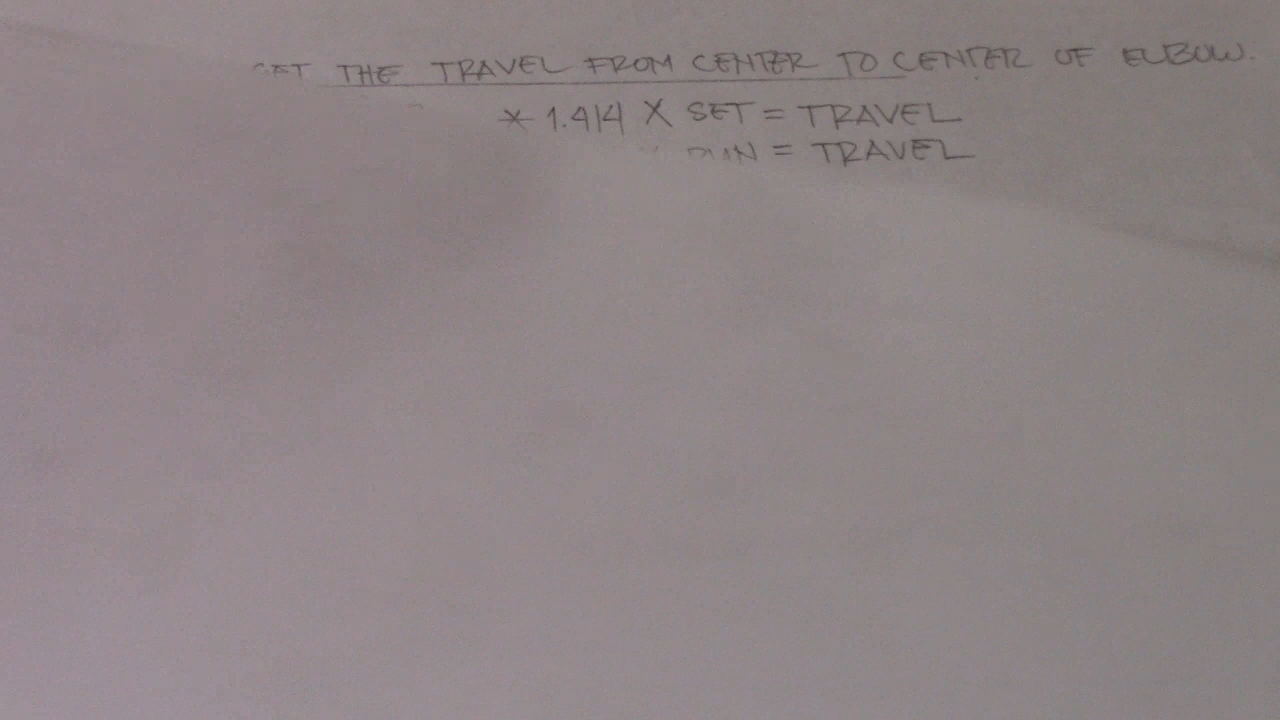 THE TRAVEL FROM CENTER TO CENTER OF ELBOW.
* 1.414 X SET = TRAVEL
= TRAVEL